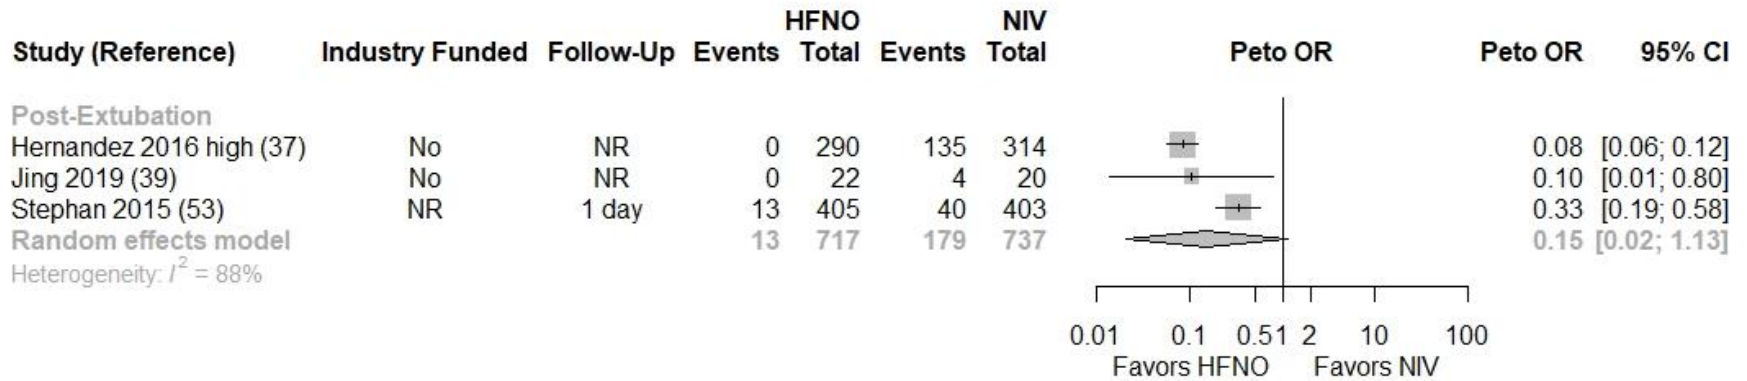 HFNO NIV
Study (Reference) Industry Funded Follow-Up Events Total Events Total Peto OR Peto OR 95% CI
Post-Extubation
Hernandez 2016 high (37) No NR 0 290 135 314 0.08 [0.06; 0.12]
Jing 2019 (39) No NR 0 22 4 20 0.10 [0.01; 0.80]
Stephan 2015 (53) NR 1 day 13 405 40 403 0.33 [0.19; 0.58]
Random effects model 13 717 179 737 0.15 [0.02; 1.13]
Heterogeneity: I² = 88%
0.01 0.1 0.5 1 2 10 100
Favors HFNO Favors NIV